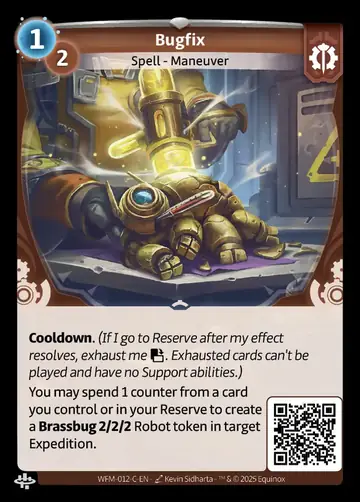 1
2
Bugfix
Spell - Maneuver
Cooldown. (If I go to Reserve after my effect
resolves, exhaust me . Exhausted cards can't be
played and have no Support abilities.)
You may spend 1 counter from a card
you control or in your Reserve to create
a Brassbug 2/2/2 Robot token in target
Expedition.
WFM-012-C-EN - Kevin Sidharta - ™ & © 2025 Equinox